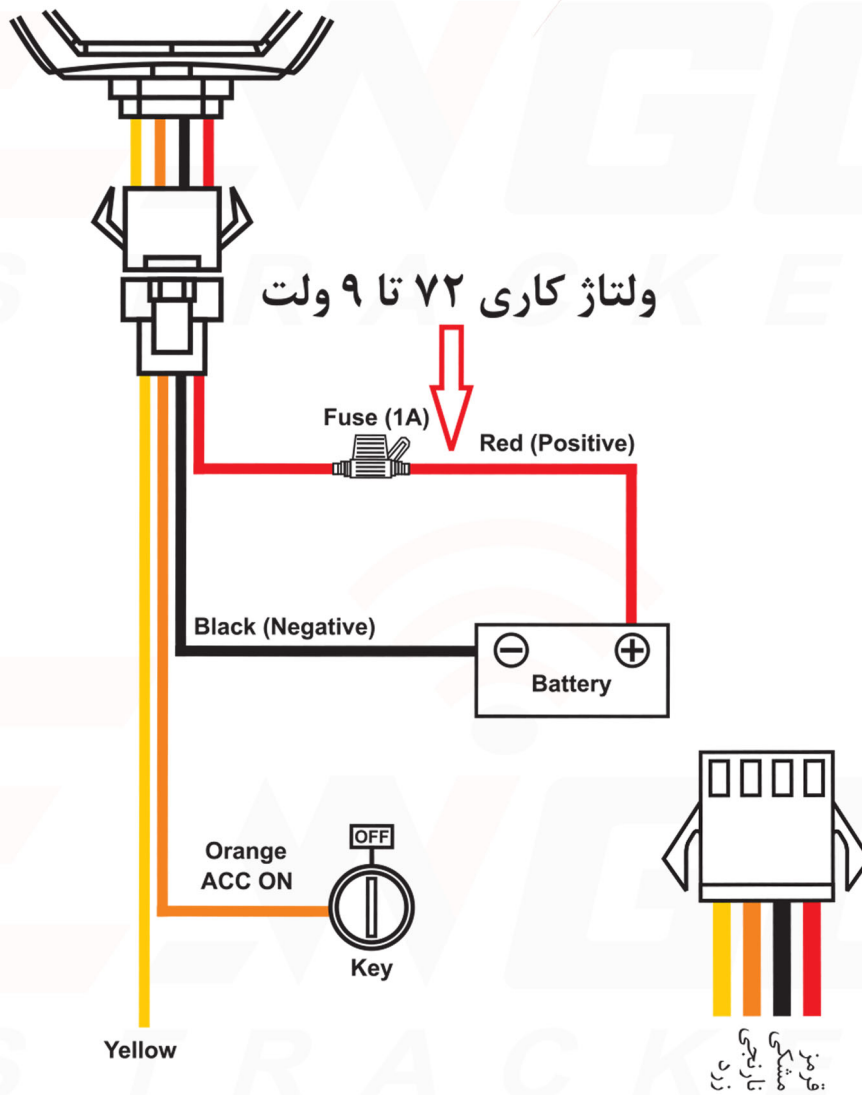 ولتاژ کاری ۷۲ تا ۹ ولت
Fuse (1A)
Red (Positive)
Black (Negative)
Battery
OFF
Orange
ACC ON
Key
Yellow
زرد
نارنجی
مشکی
قرمز